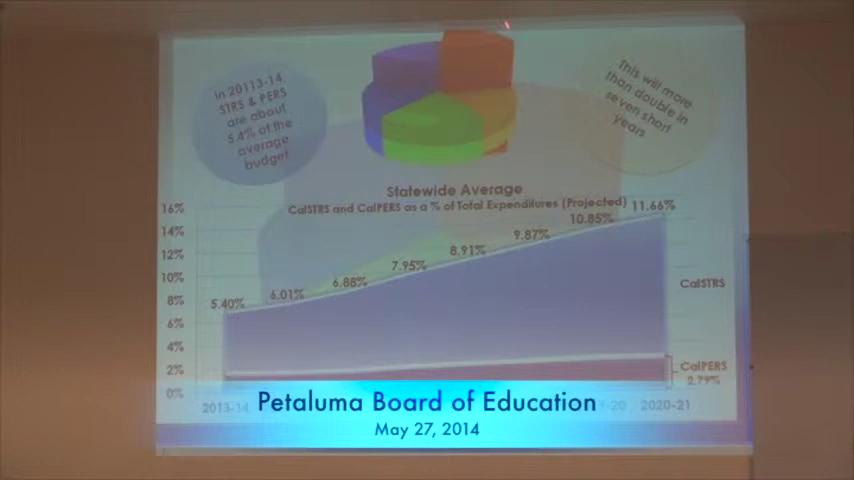 In 20113-14
STRS & PERS
are about
5.4% of the
average
budget
This will more
than double in
seven short
years
Statewide Average
CalSTRS and CalPERS as a % of Total Expenditures (Projected)
16%
14%
12%
10%
8%
6%
4%
2%
0%
5.40%
6.01%
6.88%
7.95%
8.91%
9.87%
10.85%
11.66%
CalSTRS
CalPERS
2.79%
2013-14
2020-21
Petaluma Board of Education
May 27, 2014